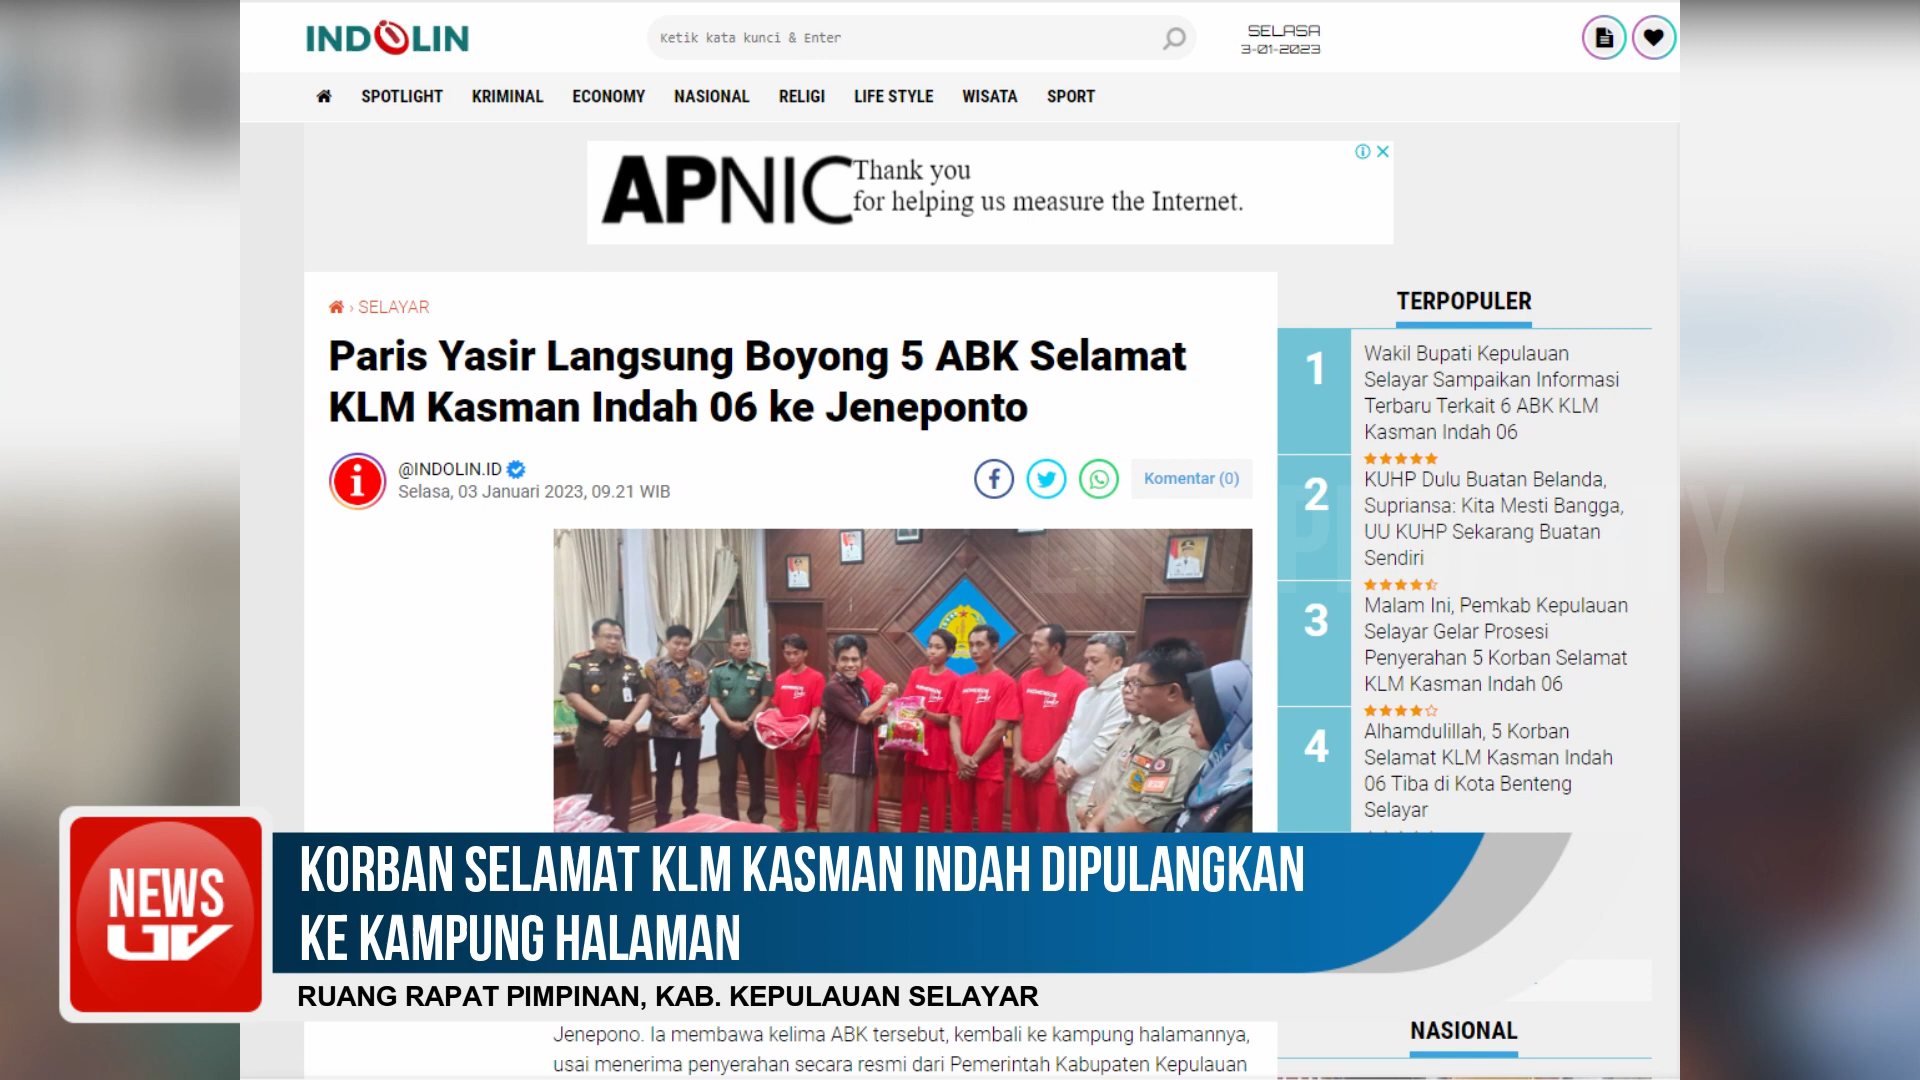 INDOLIN
Ketik kata kunci & Enter
SELASA
3-01-2023
SPOTLIGHT KRIMINAL ECONOMY NASIONAL RELIGI LIFE STYLE WISATA SPORT
APNIC
Thank you
for helping us measure the Internet.
› SELAYAR
Paris Yasir Langsung Boyong 5 ABK Selamat
KLM Kasman Indah 06 ke Jeneponto
@INDOLIN.ID
Selasa, 03 Januari 2023, 09.21 WIB
Komentar (0)
TERPOPULER
1
Wakil Bupati Kepulauan
Selayar Sampaikan Informasi
Terbaru Terkait 6 ABK KLM
Kasman Indah 06
2
KUHP Dulu Buatan Belanda,
Supriansa: Kita Mesti Bangga,
UU KUHP Sekarang Buatan
Sendiri
3
Malam Ini, Pemkab Kepulauan
Selayar Gelar Prosesi
Penyerahan 5 Korban Selamat
KLM Kasman Indah 06
4
Alhamdulillah, 5 Korban
Selamat KLM Kasman Indah
06 Tiba di Kota Benteng
Selayar
NEWS
GTV
KORBAN SELAMAT KLM KASMAN INDAH DIPULANGKAN
KE KAMPUNG HALAMAN
RUANG RAPAT PIMPINAN, KAB. KEPULAUAN SELAYAR
Jenepono. Ia membawa kelima ABK tersebut, kembali ke kampung halamannya,
usai menerima penyerahan secara resmi dari Pemerintah Kabupaten Kepulauan
NASIONAL